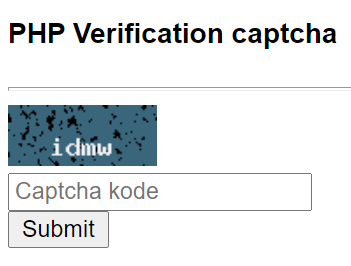 PHP Verification captcha
idmw
Captcha kode
Submit